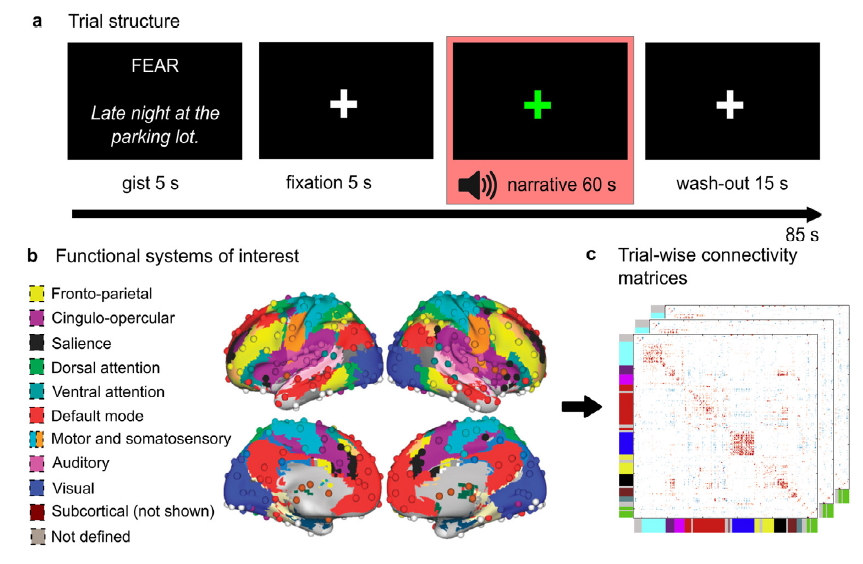 a Trial structure
FEAR
Late night at the
parking lot.
gist 5 s
fixation 5 s
narrative 60 s
wash-out 15 s
85 s
b Functional systems of interest
Fronto-parietal
Cingulo-opercular
Salience
Dorsal attention
Ventral attention
Default mode
Motor and somatosensory
Auditory
Visual
Subcortical (not shown)
Not defined
c Trial-wise connectivity
matrices